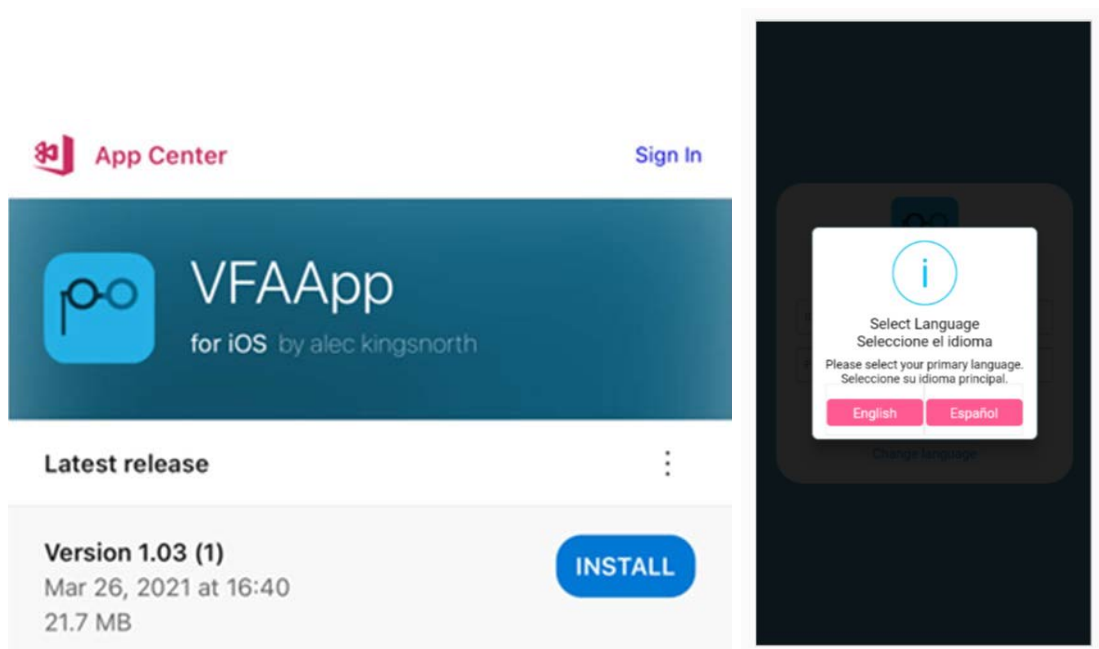 App Center
Sign In
VFAApp
for iOS by alec kingsnorth
Latest release
Version 1.03 (1)
Mar 26, 2021 at 16:40
21.7 MB
INSTALL
Select Language
Seleccione el idioma
Please select your primary language.
Seleccione su idioma principal.
English Español
Change language